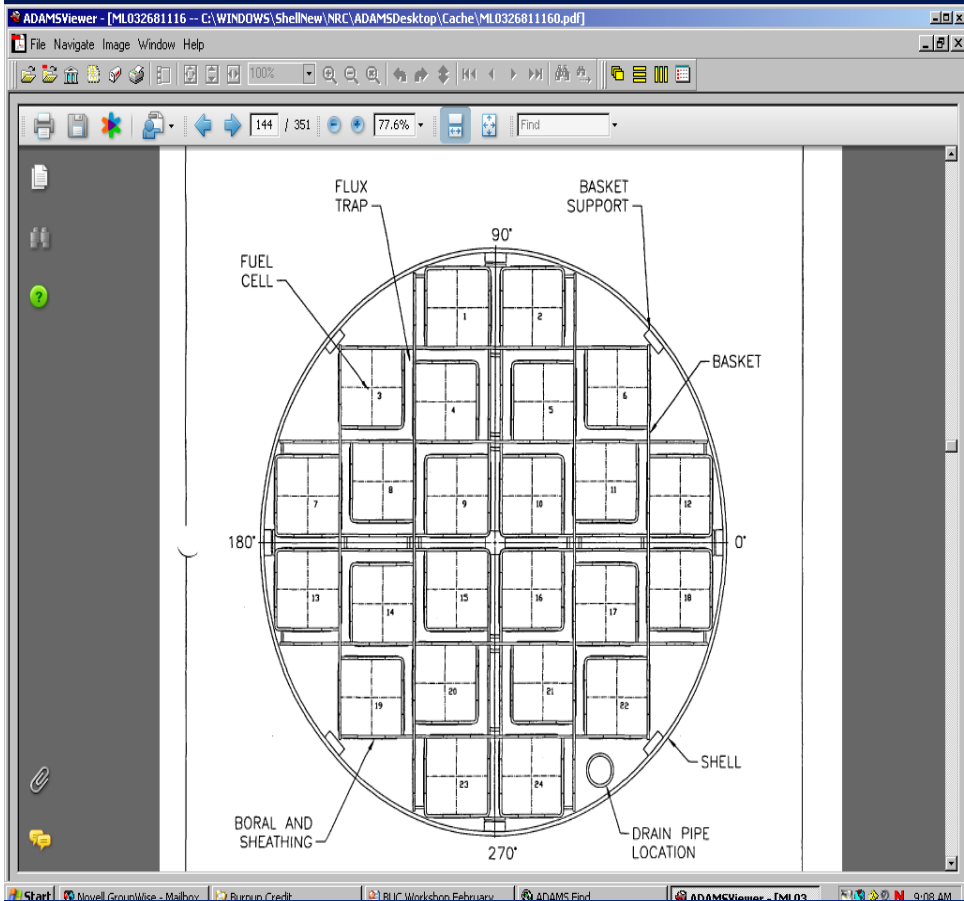 ADAMSViewer - [ML032681116 -- C:\WINDOWS\ShellNew\NRC\ADAMSDesktop\Cache\ML0326811160.pdf]
File Navigate Image Window Help
100%
144 / 351 77.6% Find
FLUX
TRAP
BASKET
SUPPORT
90°
FUEL
CELL
1 2
BASKET
3 4 5 6
7 8 9 10 11 12
180° 0°
13 14 15 16 17 18
19 20 21 22
23 24
SHELL
BORAL AND
SHEATHING
DRAIN PIPE
LOCATION
270°
Start Novell GroupWise - Mailbox Burnup Credit BUC Workshop February ADAMS Find ADAMSViewer - [ML03 N 9:08 AM